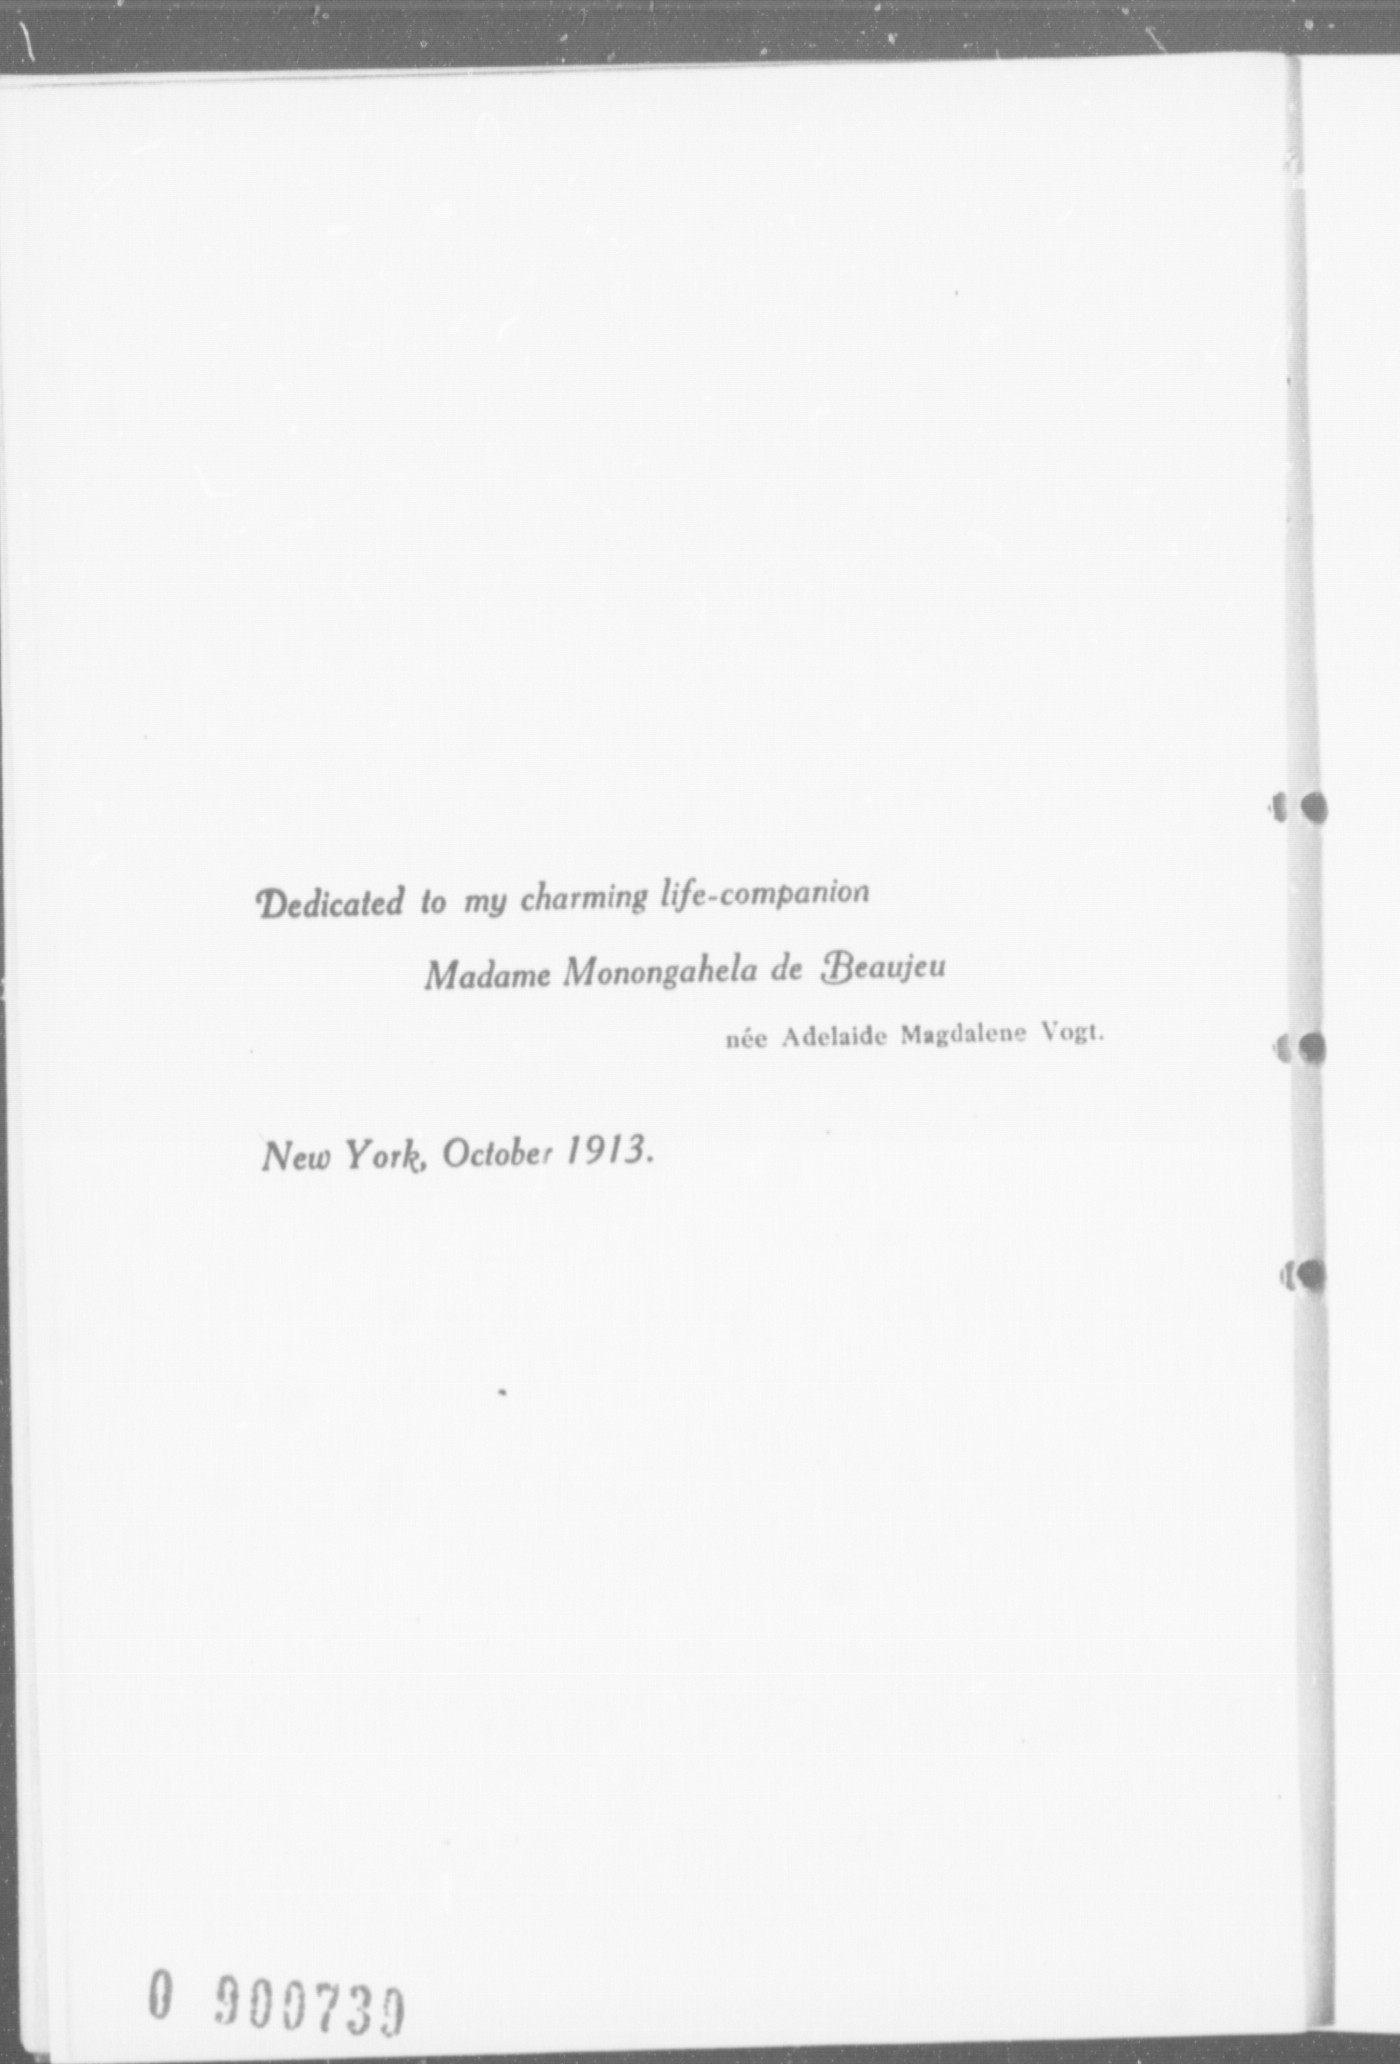 Dedicated to my charming life-companion
Madame Monongahela de Beaujeu
née Adelaide Magdalene Vogt.
New York, October 1913.
0 900739